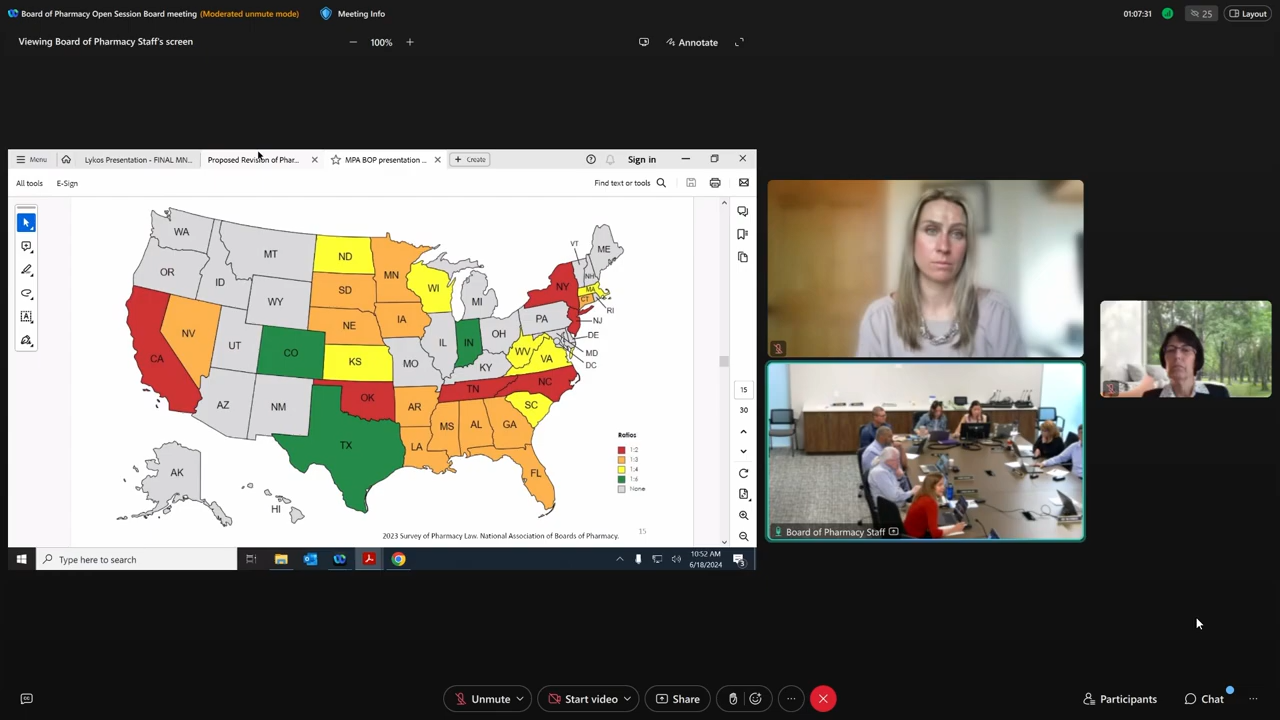 Board of Pharmacy Open Session Board meeting (Moderated unmute mode) Meeting Info 01:07:31 25 Layout
Viewing Board of Pharmacy Staff's screen 100% Annotate
Menu Lykos Presentation - FINAL MN... Proposed Revision of Phar... MPA BOP presentation ... Create Sign in
All tools E-Sign Find text or tools
WA
MT
ND
MN
VT
ME
OR
ID
SD
WI
NY
NH
MA
CT
RI
WY
MI
NV
NE
IA
PA
NJ
CA
UT
CO
IL
IN
OH
DE
MD
DC
KS
MO
KY
WV
VA
AZ
NM
OK
AR
TN
NC
SC
TX
LA
MS
AL
GA
FL
AK
HI
Ratios
1:2
1:3
1:4
1:6
None
15
30
2023 Survey of Pharmacy Law. National Association of Boards of Pharmacy. 15
Board of Pharmacy Staff
Type here to search 10:52 AM
6/18/2024
3
Unmute Start video Share Participants Chat